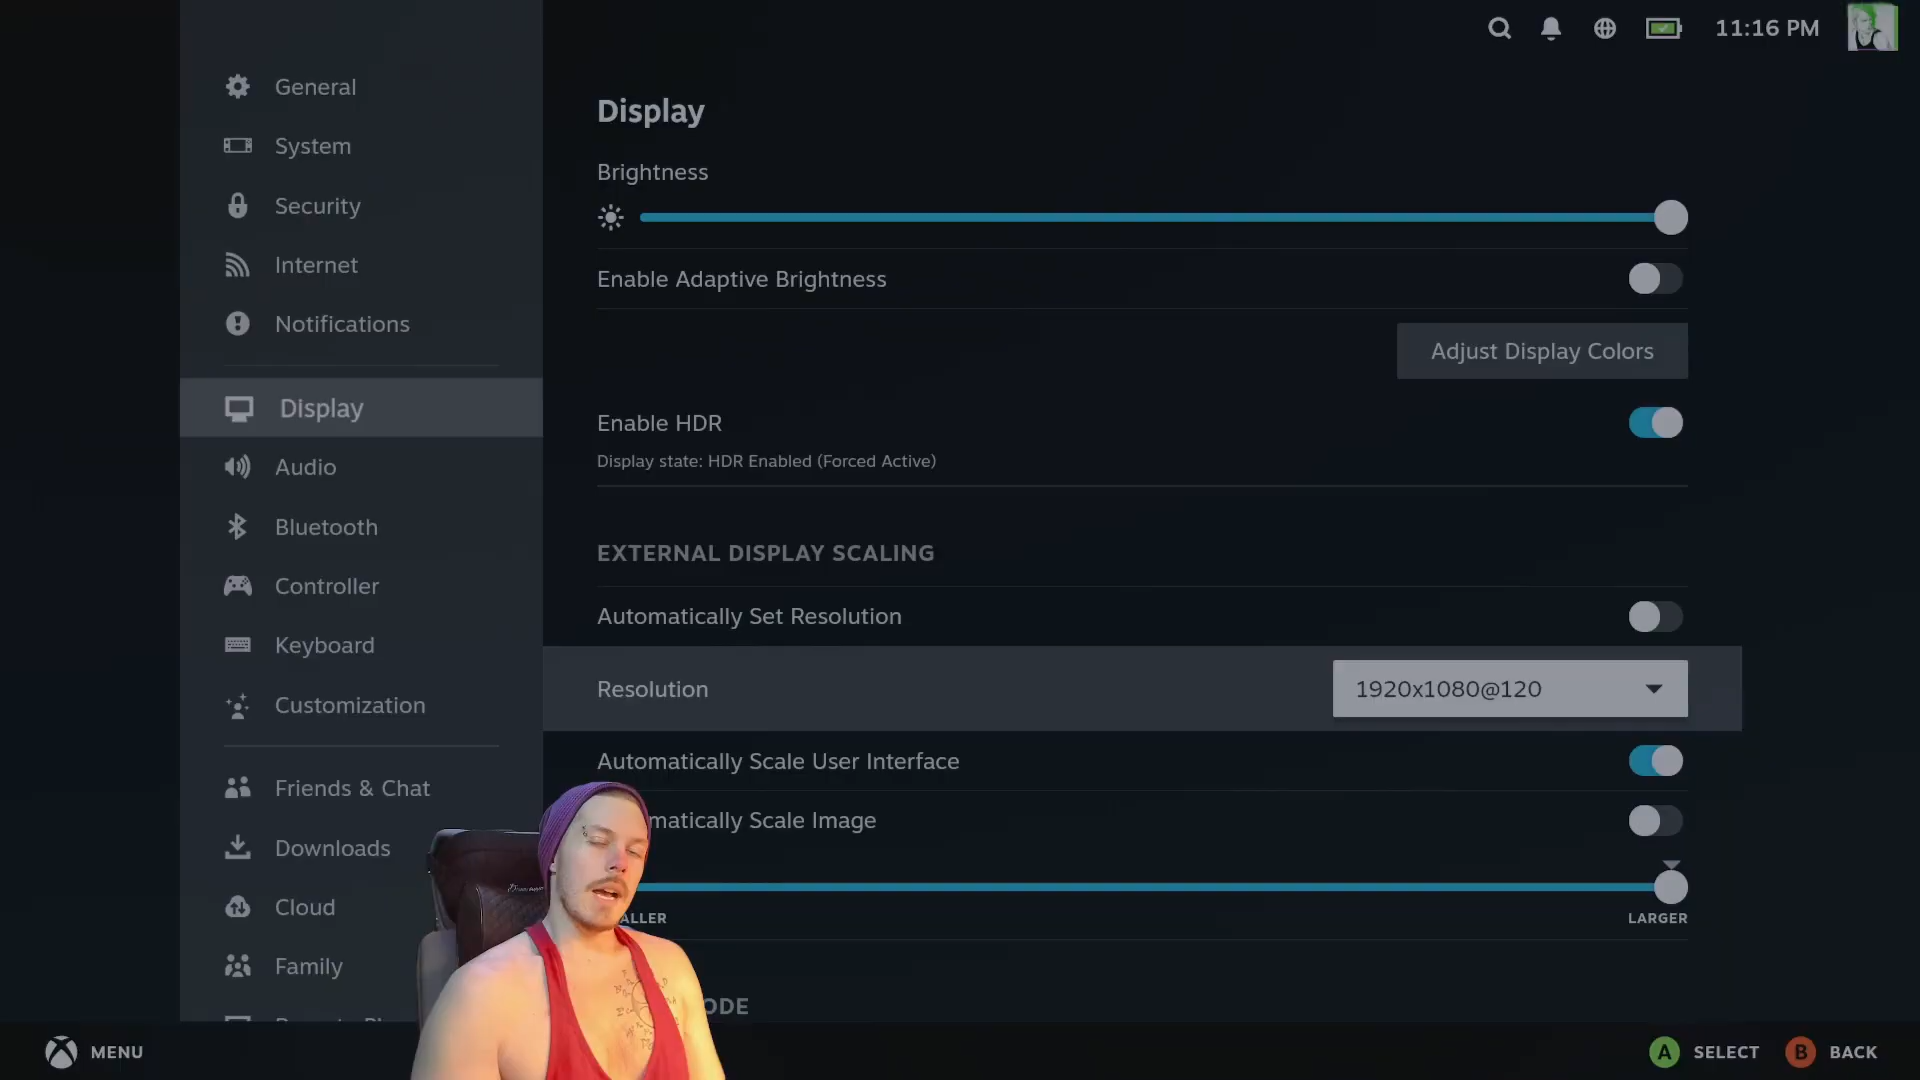 11:16 PM
General
System
Security
Internet
Notifications
Display
Audio
Bluetooth
Controller
Keyboard
Customization
Friends & Chat
Downloads
Cloud
Family
Display
Brightness
Enable Adaptive Brightness
Adjust Display Colors
Enable HDR
Display state: HDR Enabled (Forced Active)
EXTERNAL DISPLAY SCALING
Automatically Set Resolution
Resolution
1920x1080@120
Automatically Scale User Interface
matically Scale Image
ALLER
LARGER
ODE
MENU
A SELECT
B BACK